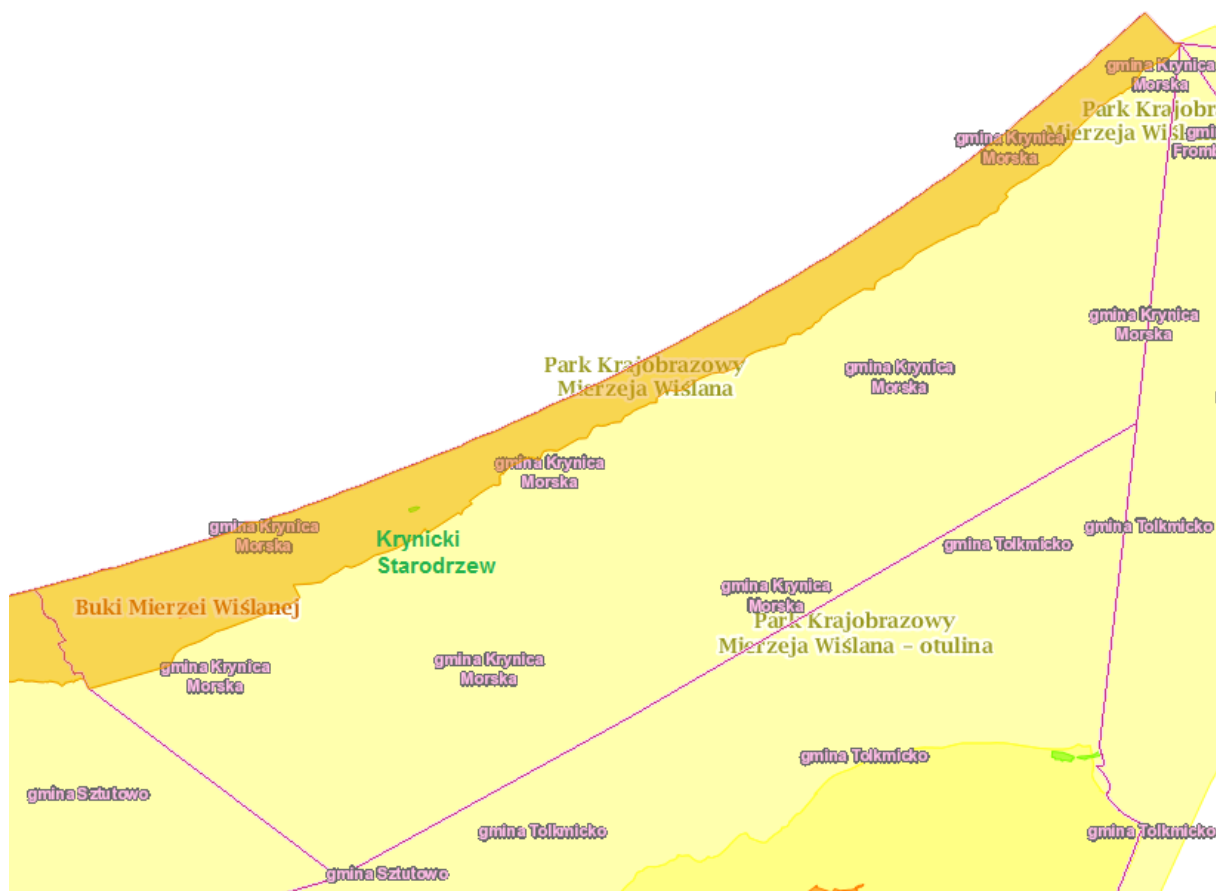 gmina Krynica
Morska
Park Krajobr
Mierzeja Wiśl
gmi
Fromb
gmina Krynica
Morska
gmina Krynica
Morska
Park Krajobrazowy
Mierzeja Wiślana
gmina Krynica
Morska
gmina Krynica
Morska
gmina Krynica
Morska
Krynicki
Starodrzew
gmina Tolkmicko
gmina Tolkmicko
Buki Mierzei Wiślanej
gmina Krynica
Morska
Park Krajobrazowy
Mierzeja Wiślana – otulina
gmina Krynica
Morska
gmina Krynica
Morska
gmina Tolkmicko
gmina Sztutowo
gmina Tolkmicko
gmina Tolkmicko
gmina Sztutowo